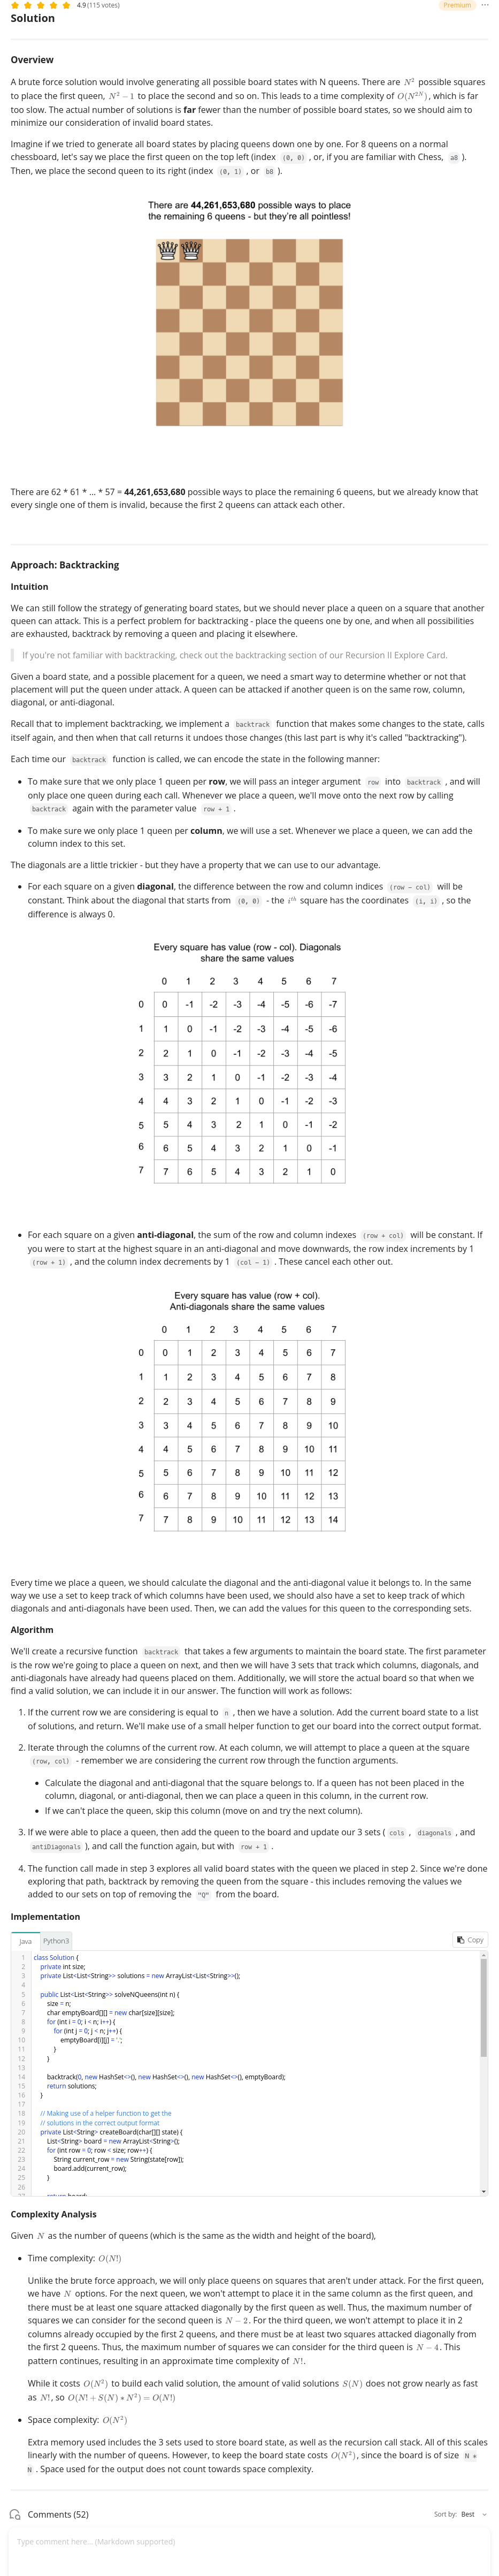 4.9 (115 votes)
Premium
Solution
Overview
A brute force solution would involve generating all possible board states with N queens. There are N² possible squares
to place the first queen, N² − 1 to place the second and so on. This leads to a time complexity of O(N²ᴺ), which is far
too slow. The actual number of solutions is far fewer than the number of possible board states, so we should aim to
minimize our consideration of invalid board states.
Imagine if we tried to generate all board states by placing queens down one by one. For 8 queens on a normal
chessboard, let's say we place the first queen on the top left (index (0, 0) , or, if you are familiar with Chess, a8 ).
Then, we place the second queen to its right (index (0, 1) , or b8 ).
There are 44,261,653,680 possible ways to place
the remaining 6 queens - but they're all pointless!
There are 62 * 61 * ... * 57 = 44,261,653,680 possible ways to place the remaining 6 queens, but we already know that
every single one of them is invalid, because the first 2 queens can attack each other.
Approach: Backtracking
Intuition
We can still follow the strategy of generating board states, but we should never place a queen on a square that another
queen can attack. This is a perfect problem for backtracking - place the queens one by one, and when all possibilities
are exhausted, backtrack by removing a queen and placing it elsewhere.
If you're not familiar with backtracking, check out the backtracking section of our Recursion II Explore Card.
Given a board state, and a possible placement for a queen, we need a smart way to determine whether or not that
placement will put the queen under attack. A queen can be attacked if another queen is on the same row, column,
diagonal, or anti-diagonal.
Recall that to implement backtracking, we implement a backtrack function that makes some changes to the state, calls
itself again, and then when that call returns it undoes those changes (this last part is why it's called "backtracking").
Each time our backtrack function is called, we can encode the state in the following manner:
• To make sure that we only place 1 queen per row, we will pass an integer argument row into backtrack , and will
only place one queen during each call. Whenever we place a queen, we'll move onto the next row by calling
backtrack again with the parameter value row + 1 .
• To make sure we only place 1 queen per column, we will use a set. Whenever we place a queen, we can add the
column index to this set.
The diagonals are a little trickier - but they have a property that we can use to our advantage.
• For each square on a given diagonal, the difference between the row and column indices (row - col) will be
constant. Think about the diagonal that starts from (0, 0) - the iᵗʰ square has the coordinates (i, i) , so the
difference is always 0.
Every square has value (row - col). Diagonals
share the same values
0 1 2 3 4 5 6 7
0 0 -1 -2 -3 -4 -5 -6 -7
1 1 0 -1 -2 -3 -4 -5 -6
2 2 1 0 -1 -2 -3 -4 -5
3 3 2 1 0 -1 -2 -3 -4
4 4 3 2 1 0 -1 -2 -3
5 5 4 3 2 1 0 -1 -2
6 6 5 4 3 2 1 0 -1
7 7 6 5 4 3 2 1 0
• For each square on a given anti-diagonal, the sum of the row and column indexes (row + col) will be constant. If
you were to start at the highest square in an anti-diagonal and move downwards, the row index increments by 1
(row + 1) , and the column index decrements by 1 (col - 1) . These cancel each other out.
Every square has value (row + col).
Anti-diagonals share the same values
0 1 2 3 4 5 6 7
0 0 1 2 3 4 5 6 7
1 1 2 3 4 5 6 7 8
2 2 3 4 5 6 7 8 9
3 3 4 5 6 7 8 9 10
4 4 5 6 7 8 9 10 11
5 5 6 7 8 9 10 11 12
6 6 7 8 9 10 11 12 13
7 7 8 9 10 11 12 13 14
Every time we place a queen, we should calculate the diagonal and the anti-diagonal value it belongs to. In the same
way we use a set to keep track of which columns have been used, we should also have a set to keep track of which
diagonals and anti-diagonals have been used. Then, we can add the values for this queen to the corresponding sets.
Algorithm
We'll create a recursive function backtrack that takes a few arguments to maintain the board state. The first parameter
is the row we're going to place a queen on next, and then we will have 3 sets that track which columns, diagonals, and
anti-diagonals have already had queens placed on them. Additionally, we will store the actual board so that when we
find a valid solution, we can include it in our answer. The function will work as follows:
1. If the current row we are considering is equal to n , then we have a solution. Add the current board state to a list
of solutions, and return. We'll make use of a small helper function to get our board into the correct output format.
2. Iterate through the columns of the current row. At each column, we will attempt to place a queen at the square
(row, col) - remember we are considering the current row through the function arguments.
• Calculate the diagonal and anti-diagonal that the square belongs to. If a queen has not been placed in the
column, diagonal, or anti-diagonal, then we can place a queen in this column, in the current row.
• If we can't place the queen, skip this column (move on and try the next column).
3. If we were able to place a queen, then add the queen to the board and update our 3 sets ( cols , diagonals , and
antiDiagonals ), and call the function again, but with row + 1 .
4. The function call made in step 3 explores all valid board states with the queen we placed in step 2. Since we're done
exploring that path, backtrack by removing the queen from the square - this includes removing the values we
added to our sets on top of removing the "Q" from the board.
Implementation
Java Python3 Copy
1 class Solution {
2 private int size;
3 private List<List<String>> solutions = new ArrayList<List<String>>();
4
5 public List<List<String>> solveNQueens(int n) {
6 size = n;
7 char emptyBoard[][] = new char[size][size];
8 for (int i = 0; i < n; i++) {
9 for (int j = 0; j < n; j++) {
10 emptyBoard[i][j] = '.';
11 }
12 }
13
14 backtrack(0, new HashSet<>(), new HashSet<>(), new HashSet<>(), emptyBoard);
15 return solutions;
16 }
17
18 // Making use of a helper function to get the
19 // solutions in the correct output format
20 private List<String> createBoard(char[][] state) {
21 List<String> board = new ArrayList<String>();
22 for (int row = 0; row < size; row++) {
23 String current_row = new String(state[row]);
24 board.add(current_row);
25 }
26
Complexity Analysis
Given N as the number of queens (which is the same as the width and height of the board),
• Time complexity: O(N!)
Unlike the brute force approach, we will only place queens on squares that aren't under attack. For the first queen,
we have N options. For the next queen, we won't attempt to place it in the same column as the first queen, and
there must be at least one square attacked diagonally by the first queen as well. Thus, the maximum number of
squares we can consider for the second queen is N − 2. For the third queen, we won't attempt to place it in 2
columns already occupied by the first 2 queens, and there must be at least two squares attacked diagonally from
the first 2 queens. Thus, the maximum number of squares we can consider for the third queen is N − 4. This
pattern continues, resulting in an approximate time complexity of N!.
While it costs O(N²) to build each valid solution, the amount of valid solutions S(N) does not grow nearly as fast
as N!, so O(N! + S(N) ∗ N²) = O(N!)
• Space complexity: O(N²)
Extra memory used includes the 3 sets used to store board state, as well as the recursion call stack. All of this scales
linearly with the number of queens. However, to keep the board state costs O(N²), since the board is of size N *
N . Space used for the output does not count towards space complexity.
Comments (52)
Sort by: Best
Type comment here... (Markdown supported)